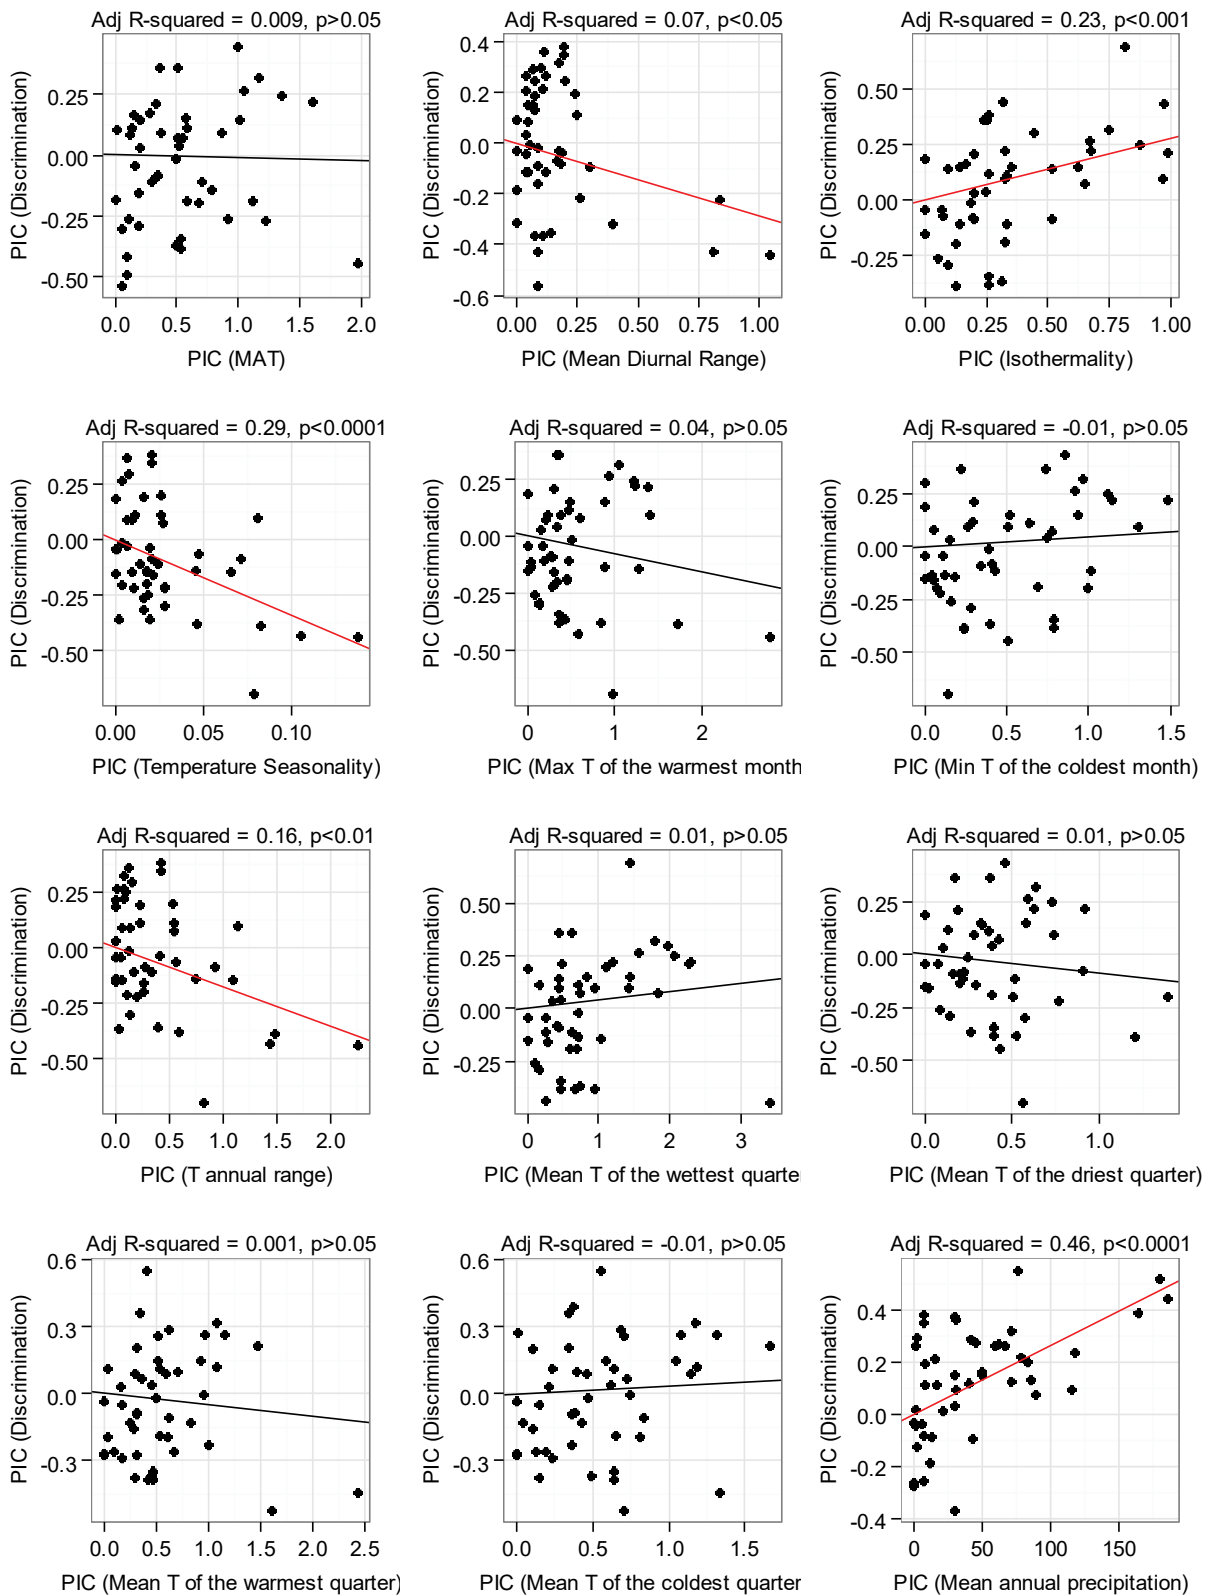 Adj R-squared = 0.009, p>0.05
PIC (Discrimination)
0.25
0.00
-0.25
-0.50
0.0 0.5 1.0 1.5 2.0
PIC (MAT)
Adj R-squared = 0.07, p<0.05
PIC (Discrimination)
0.4
0.2
0.0
-0.2
-0.4
-0.6
0.00 0.25 0.50 0.75 1.00
PIC (Mean Diurnal Range)
Adj R-squared = 0.23, p<0.001
PIC (Discrimination)
0.50
0.25
0.00
-0.25
0.00 0.25 0.50 0.75 1.00
PIC (Isothermality)
Adj R-squared = 0.29, p<0.0001
PIC (Discrimination)
0.25
0.00
-0.25
-0.50
0.00 0.05 0.10
PIC (Temperature Seasonality)
Adj R-squared = 0.04, p>0.05
PIC (Discrimination)
0.25
0.00
-0.25
-0.50
0 1 2
PIC (Max T of the warmest month
Adj R-squared = -0.01, p>0.05
PIC (Discrimination)
0.25
0.00
-0.25
-0.50
0.0 0.5 1.0 1.5
PIC (Min T of the coldest month)
Adj R-squared = 0.16, p<0.01
PIC (Discrimination)
0.25
0.00
-0.25
-0.50
0.0 0.5 1.0 1.5 2.0
PIC (T annual range)
Adj R-squared = 0.01, p>0.05
PIC (Discrimination)
0.50
0.25
0.00
-0.25
0 1 2 3
PIC (Mean T of the wettest quarte
Adj R-squared = 0.01, p>0.05
PIC (Discrimination)
0.25
0.00
-0.25
-0.50
0.0 0.5 1.0
PIC (Mean T of the driest quarter)
Adj R-squared = 0.001, p>0.05
PIC (Discrimination)
0.6
0.3
0.0
-0.3
0.0 0.5 1.0 1.5 2.0 2.5
PIC (Mean T of the warmest quarter)
Adj R-squared = -0.01, p>0.05
PIC (Discrimination)
0.6
0.3
0.0
-0.3
0.0 0.5 1.0 1.5
PIC (Mean T of the coldest quarter
Adj R-squared = 0.46, p<0.0001
PIC (Discrimination)
0.4
0.2
0.0
-0.2
-0.4
0 50 100 150
PIC (Mean annual precipitation)